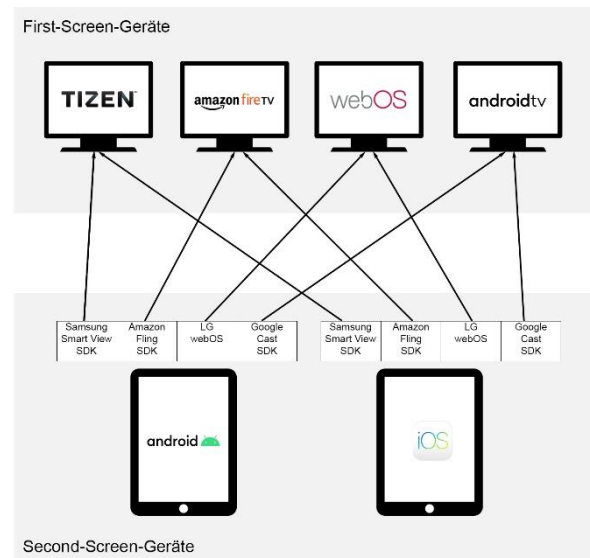 First-Screen-Geräte
TIZEN
amazon fireTV
webOS
androidtv
Samsung
Smart View
SDK
Amazon
Fling
SDK
LG
webOS
Google
Cast
SDK
Samsung
Smart View
SDK
Amazon
Fling
SDK
LG
webOS
Google
Cast
SDK
android
iOS
Second-Screen-Geräte